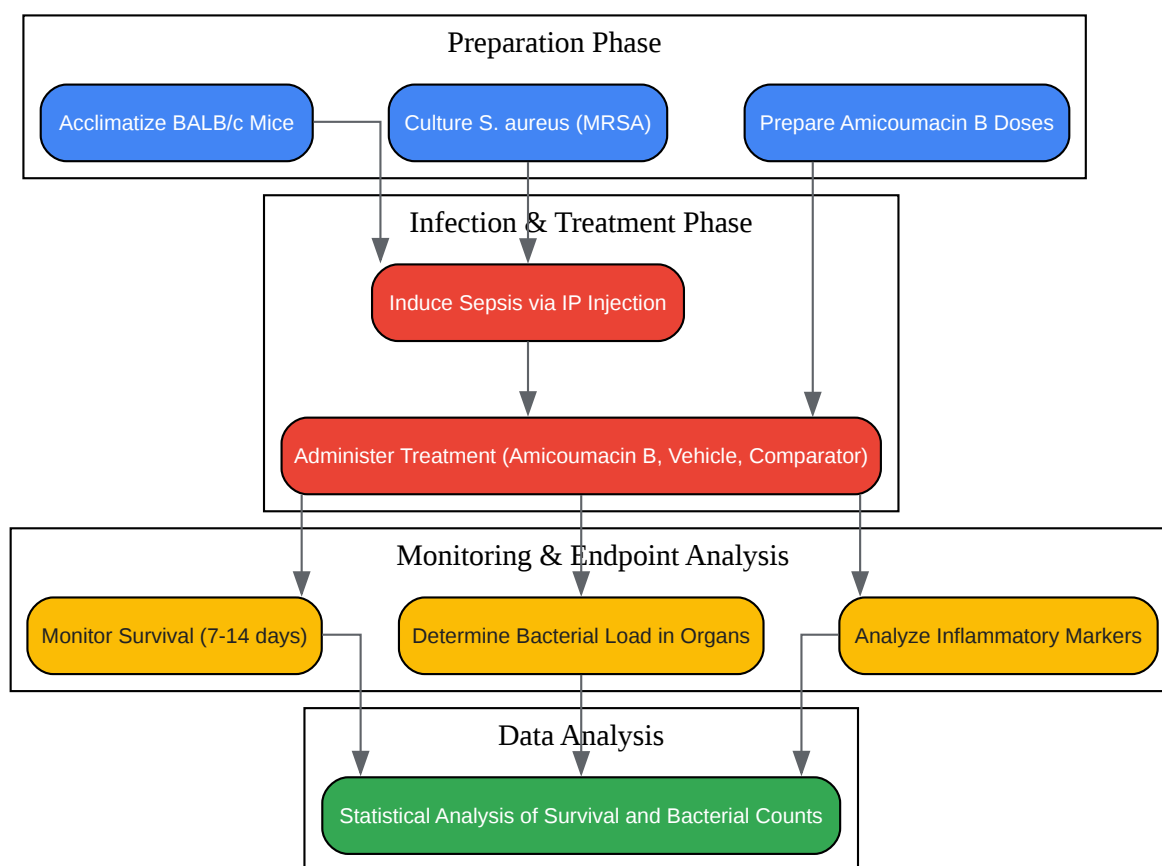 Preparation Phase
Acclimatize BALB/c Mice
Culture S. aureus (MRSA)
Prepare Amicoumacin B Doses
Infection & Treatment Phase
Induce Sepsis via IP Injection
Administer Treatment (Amicoumacin B, Vehicle, Comparator)
Monitoring & Endpoint Analysis
Monitor Survival (7-14 days)
Determine Bacterial Load in Organs
Analyze Inflammatory Markers
Data Analysis
Statistical Analysis of Survival and Bacterial Counts